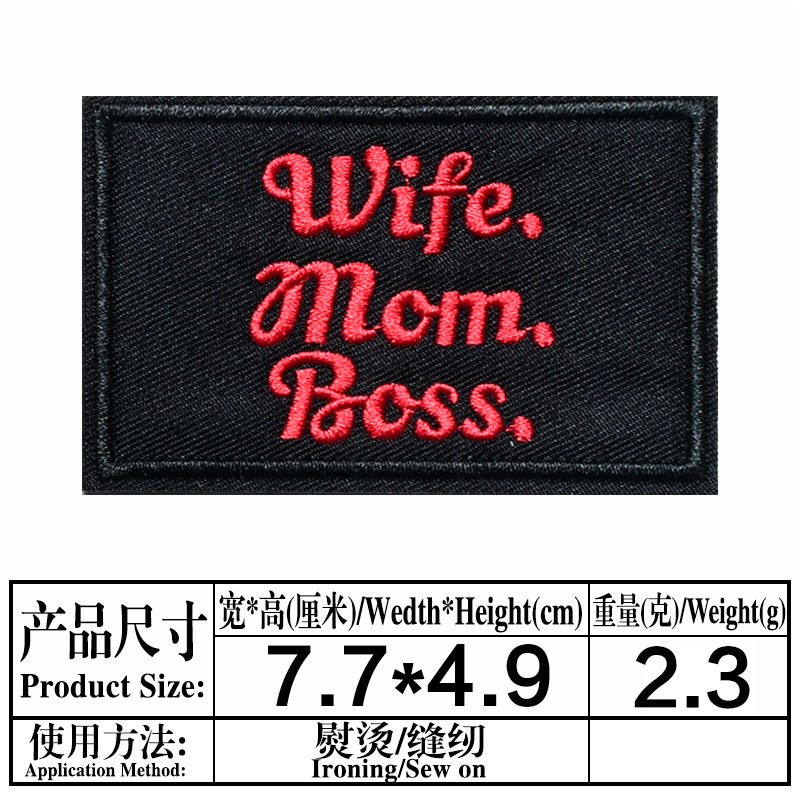 Wife.
Mom.
Boss.
产品尺寸
Product Size:
宽*高(厘米)/Wedth*Height(cm)
重量(克)/Weight(g)
7.7*4.9
2.3
使用方法:
Application Method:
熨烫/缝纫
Ironing/Sew on